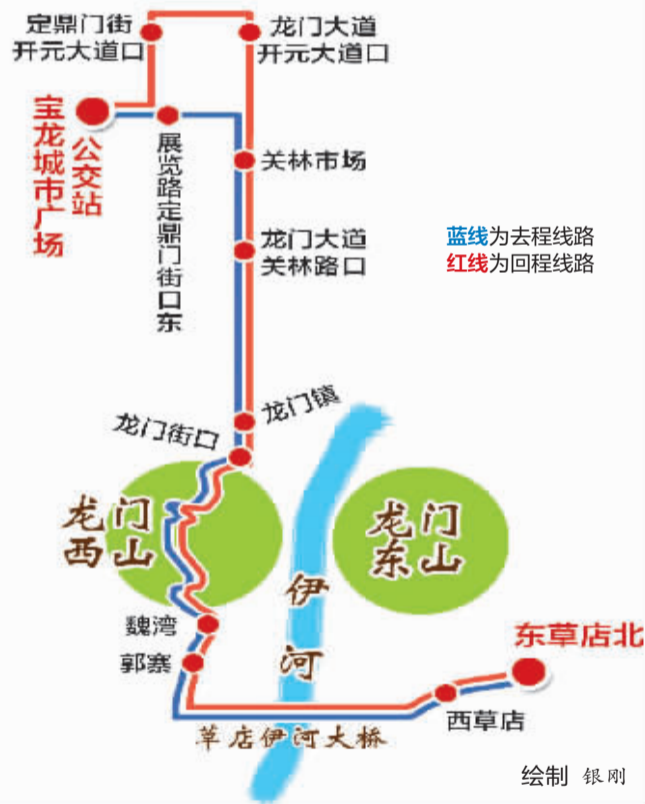 定鼎门街
开元大道口
龙门大道
开元大道口
宝龙城市广场
公交站
展览路定鼎门街口东
关林市场
龙门大道
关林路口
蓝线为去程线路
红线为回程线路
龙门镇
龙门街口
龙门
西山
龙门
东山
伊河
魏湾
郭寨
东草店北
西草店
草店伊河大桥
绘制 银刚